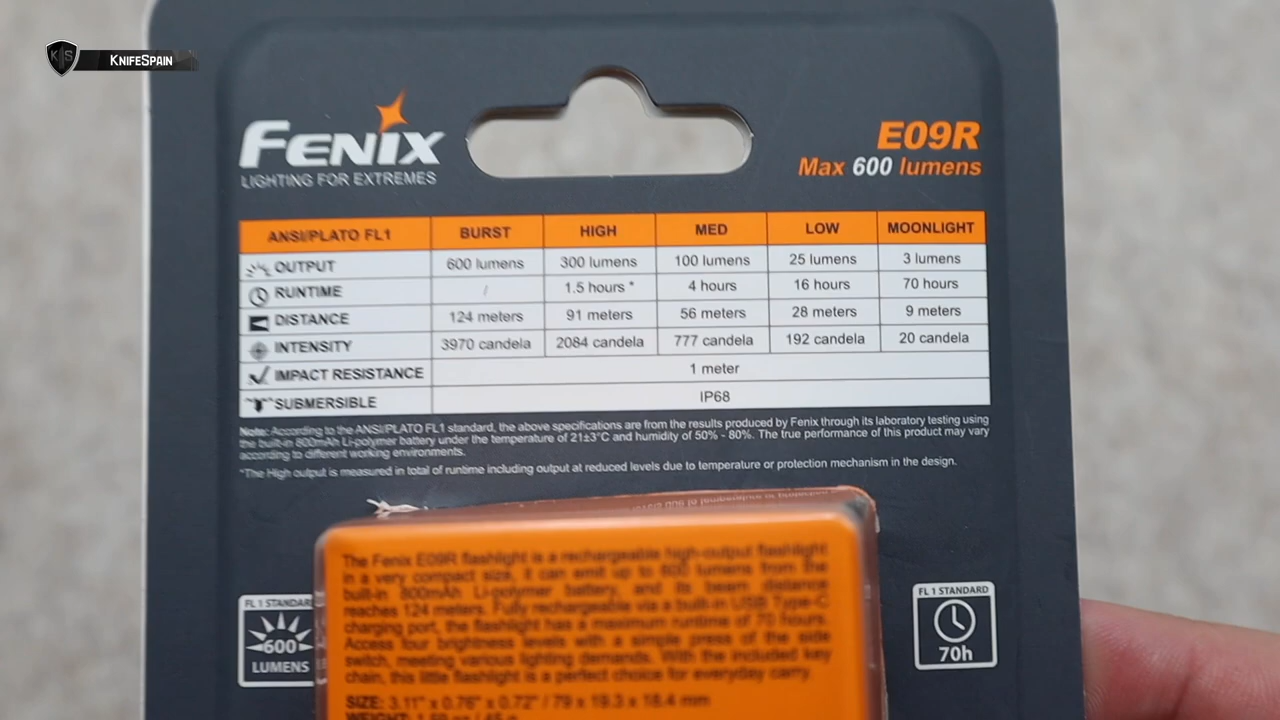 KS KNIFESPAIN
FENIX
LIGHTING FOR EXTREMES
E09R
Max 600 lumens
ANSI/PLATO FL1 BURST HIGH MED LOW MOONLIGHT
OUTPUT 600 lumens 300 lumens 100 lumens 25 lumens 3 lumens
RUNTIME / 1.5 hours * 4 hours 16 hours 70 hours
DISTANCE 124 meters 91 meters 56 meters 28 meters 9 meters
INTENSITY 3970 candela 2084 candela 777 candela 192 candela 20 candela
IMPACT RESISTANCE 1 meter
SUBMERSIBLE IP68
Note: According to the ANSI/PLATO FL1 standard, the above specifications are from the results produced by Fenix through its laboratory testing using
the built-in 800mAh Li-polymer battery under the temperature of 21±3°C and humidity of 50% - 80%. The true performance of this product may vary
according to different working environments.
*The High output is measured in total of runtime including output at reduced levels due to temperature or protection mechanism in the design.
The Fenix E09R flashlight is a rechargeable high-output flashlight
in a very compact size, it can emit up to 600 lumens from the
built-in 800mAh Li-polymer battery, and its beam distance
reaches 124 meters. Fully rechargeable via a built-in USB Type-C
charging port, the flashlight has a maximum runtime of 70 hours.
Access four brightness levels with a simple press of the side
switch, meeting various lighting demands. With the included key
chain, this little flashlight is a perfect choice for everyday carry.
SIZE: 3.11" x 0.76" x 0.72" / 79 x 19.3 x 18.4 mm
WEIGHT: 1.59 oz / 45 g
FL 1 STANDARD
600
LUMENS
FL 1 STANDARD
70h